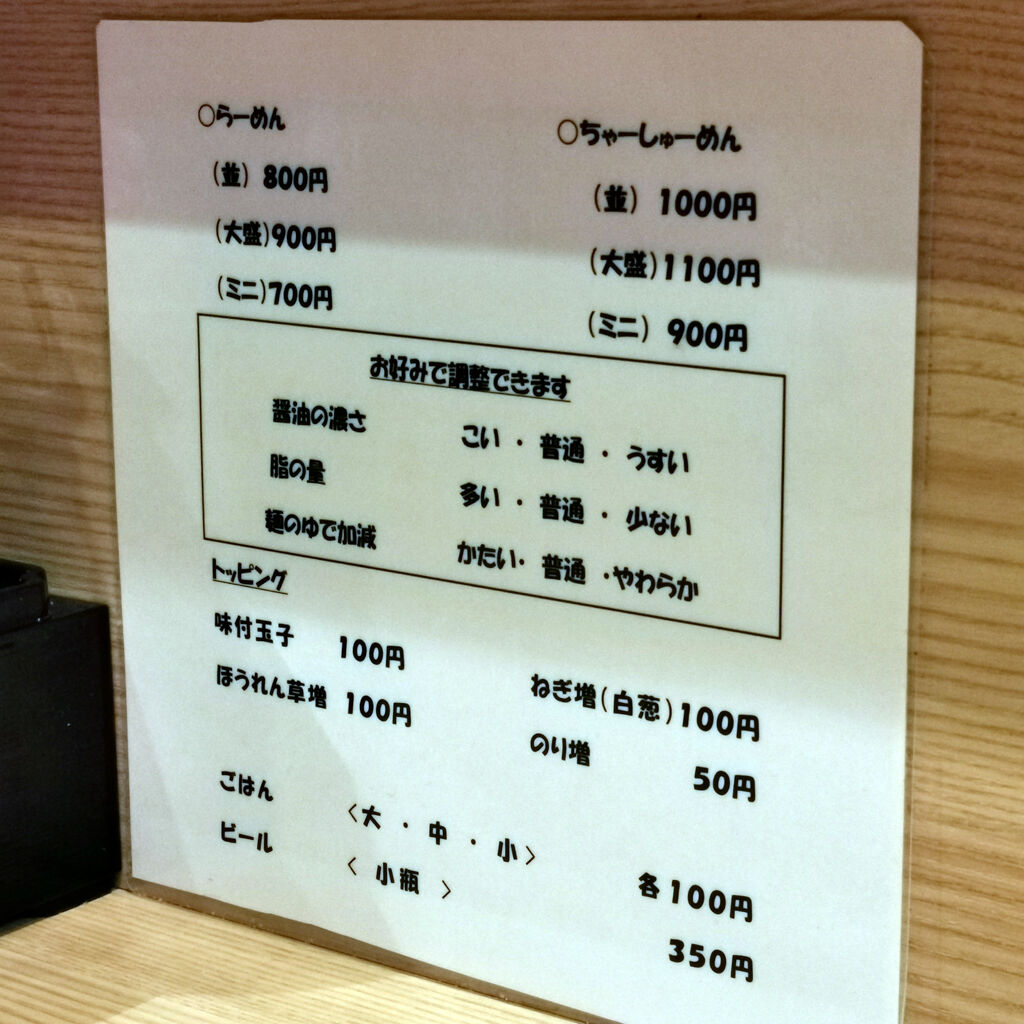 ○らーめん
(並) 800円
(大盛)900円
(ミニ)700円
○ちゃーしゅーめん
(並) 1000円
(大盛)1100円
(ミニ) 900円
お好みで調整できます
醤油の濃さ こい ・ 普通 ・ うすい
脂の量 多い ・ 普通 ・ 少ない
麺のゆで加減 かたい・ 普通 ・やわらか
トッピング
味付玉子 100円
ほうれん草増 100円
ねぎ増(白葱)100円
のり増 50円
ごはん 〈大 ・ 中 ・ 小〉 各100円
ビール 〈 小瓶 〉 350円